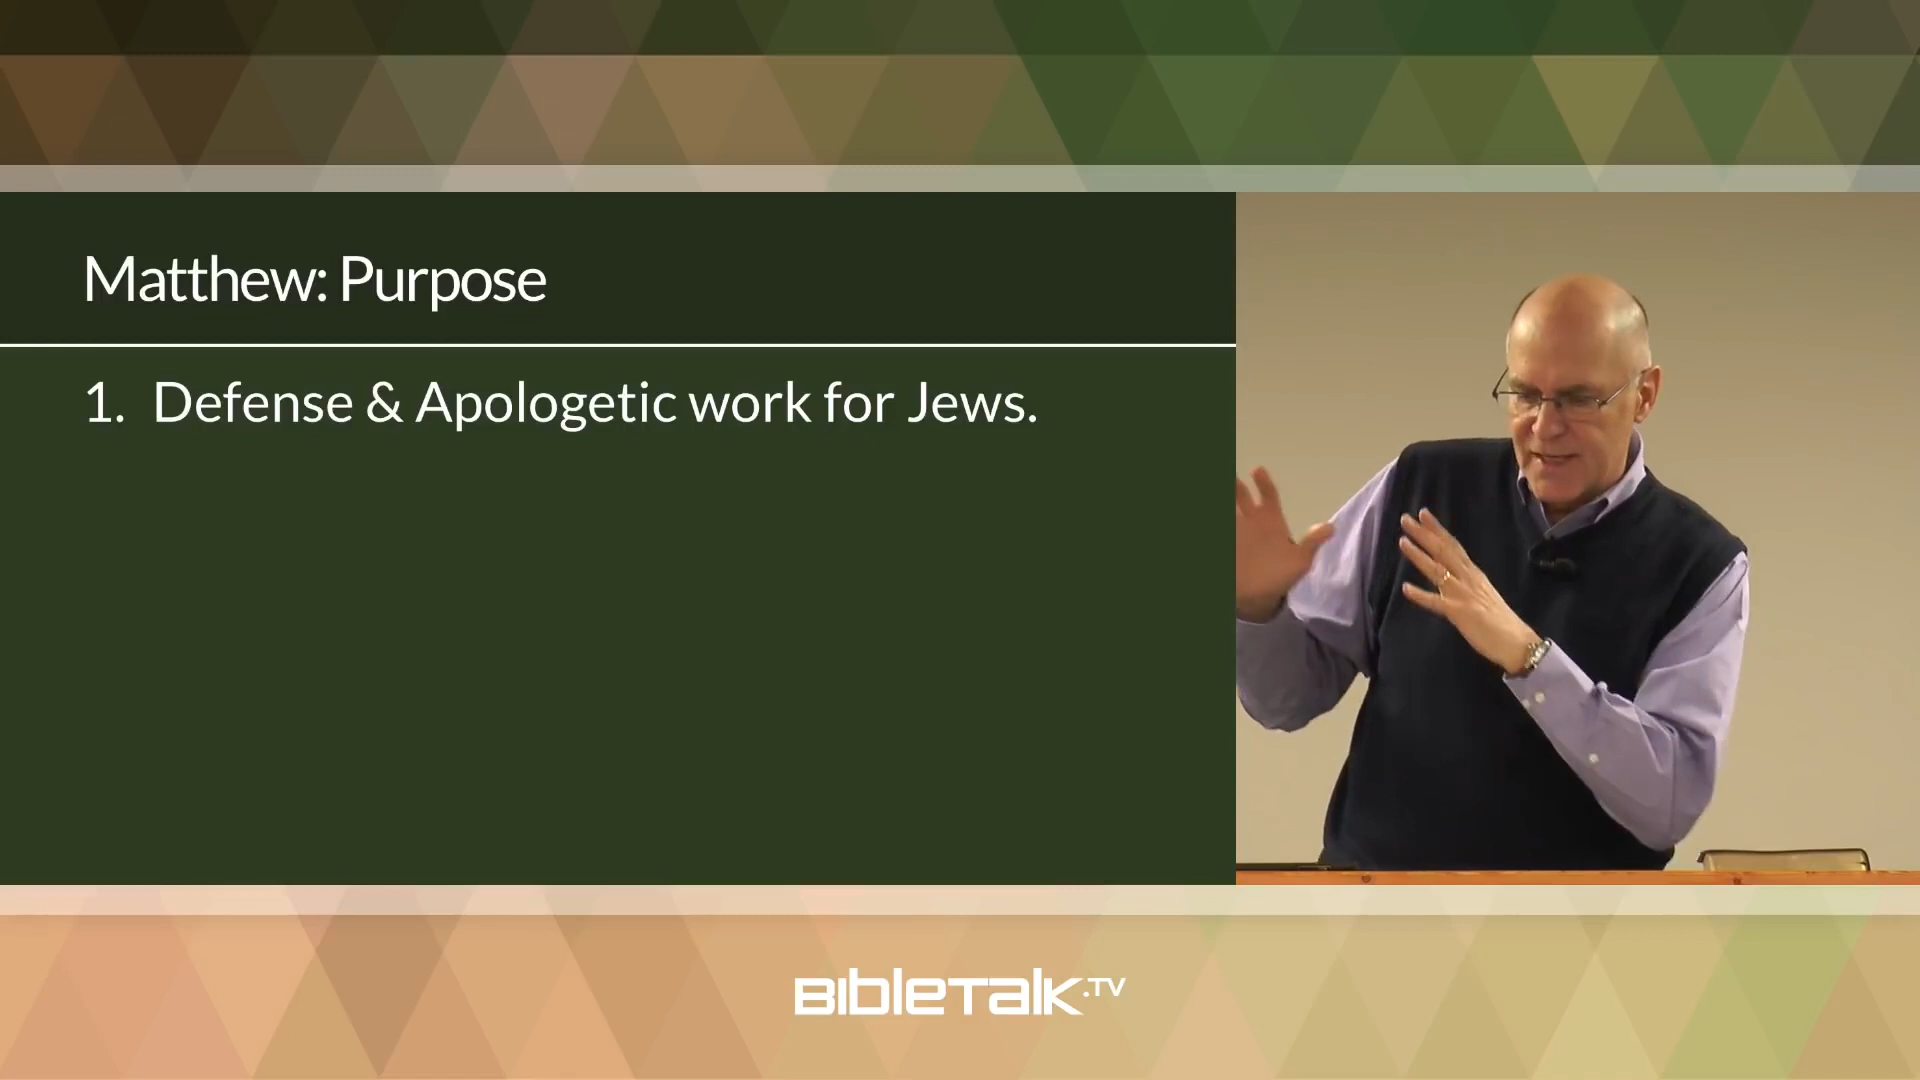 Matthew: Purpose
1. Defense & Apologetic work for Jews.
BibleTalk.TV